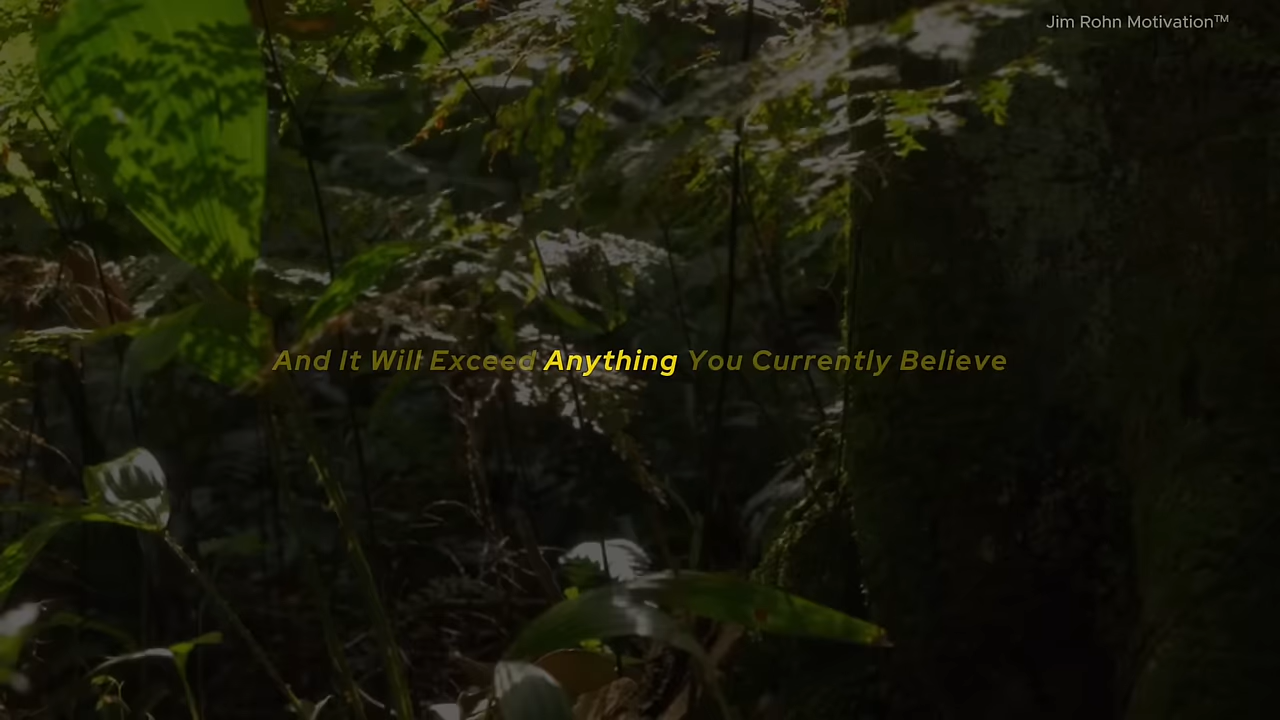 Jim Rohn Motivation™
And It Will Exceed Anything You Currently Believe